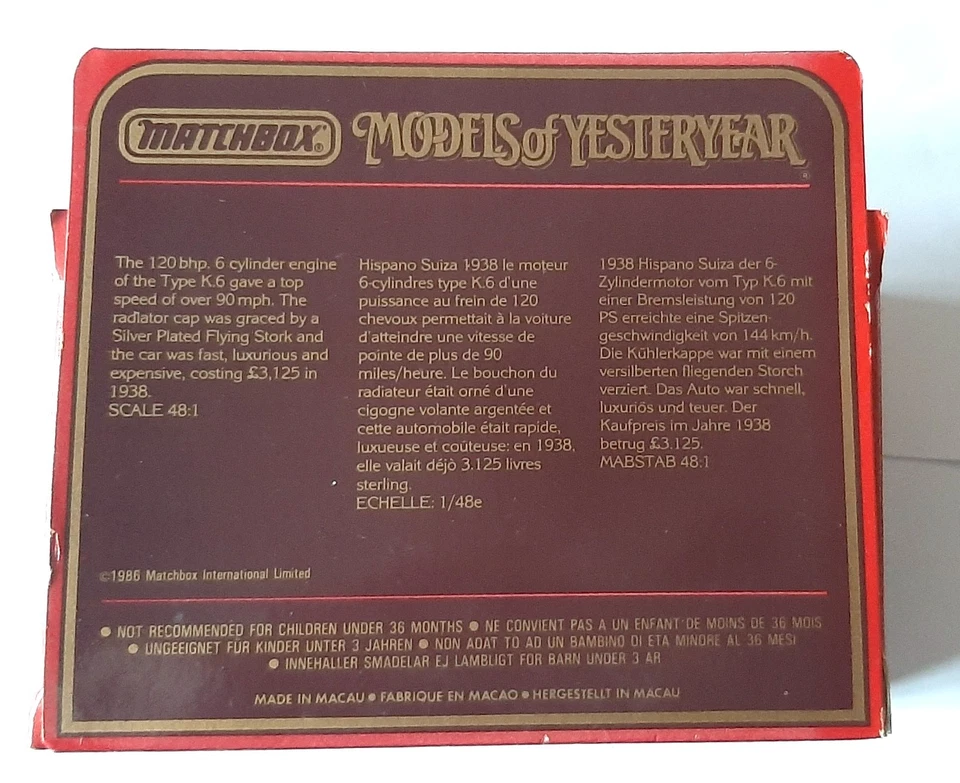 MATCHBOX® MODELS of YESTERYEAR®
The 120 bhp. 6 cylinder engine
of the Type K.6 gave a top
speed of over 90 mph. The
radiator cap was graced by a
Silver Plated Flying Stork and
the car was fast, luxurious and
expensive, costing £3,125 in
1938.
SCALE 48:1
Hispano Suiza 1938 le moteur
6-cylindres type K.6 d'une
puissance au frein de 120
chevoux permettait à la voiture
d'atteindre une vitesse de
pointe de plus de 90
miles/heure. Le bouchon du
radiateur était orné d'une
cigogne volante argentée et
cette automobile était rapide,
luxueuse et coûteuse: en 1938,
elle valait déjò 3.125 livres
sterling.
ECHELLE: 1/48e
1938 Hispano Suiza der 6-
Zylindermotor vom Typ K.6 mit
einer Bremsleistung von 120
PS erreichte eine Spitzen-
geschwindigkeit von 144 km/h.
Die Kühlerkappe war mit einem
versilberten fliegenden Storch
verziert. Das Auto war schnell,
luxuriös und teuer. Der
Kaufpreis im Jahre 1938
betrug £3.125.
MABSTAB 48:1
©1986 Matchbox International Limited
● NOT RECOMMENDED FOR CHILDREN UNDER 36 MONTHS ● NE CONVIENT PAS A UN ENFANT DE MOINS DE 36 MOIS
● UNGEEIGNET FÜR KINDER UNTER 3 JAHREN ● NON ADAT TO AD UN BAMBINO DI ETA MINORE AL 36 MESI
● INNEHALLER SMADELAR EJ LAMBLIGT FOR BARN UNDER 3 AR
MADE IN MACAU ● FABRIQUE EN MACAO ● HERGESTELLT IN MACAU